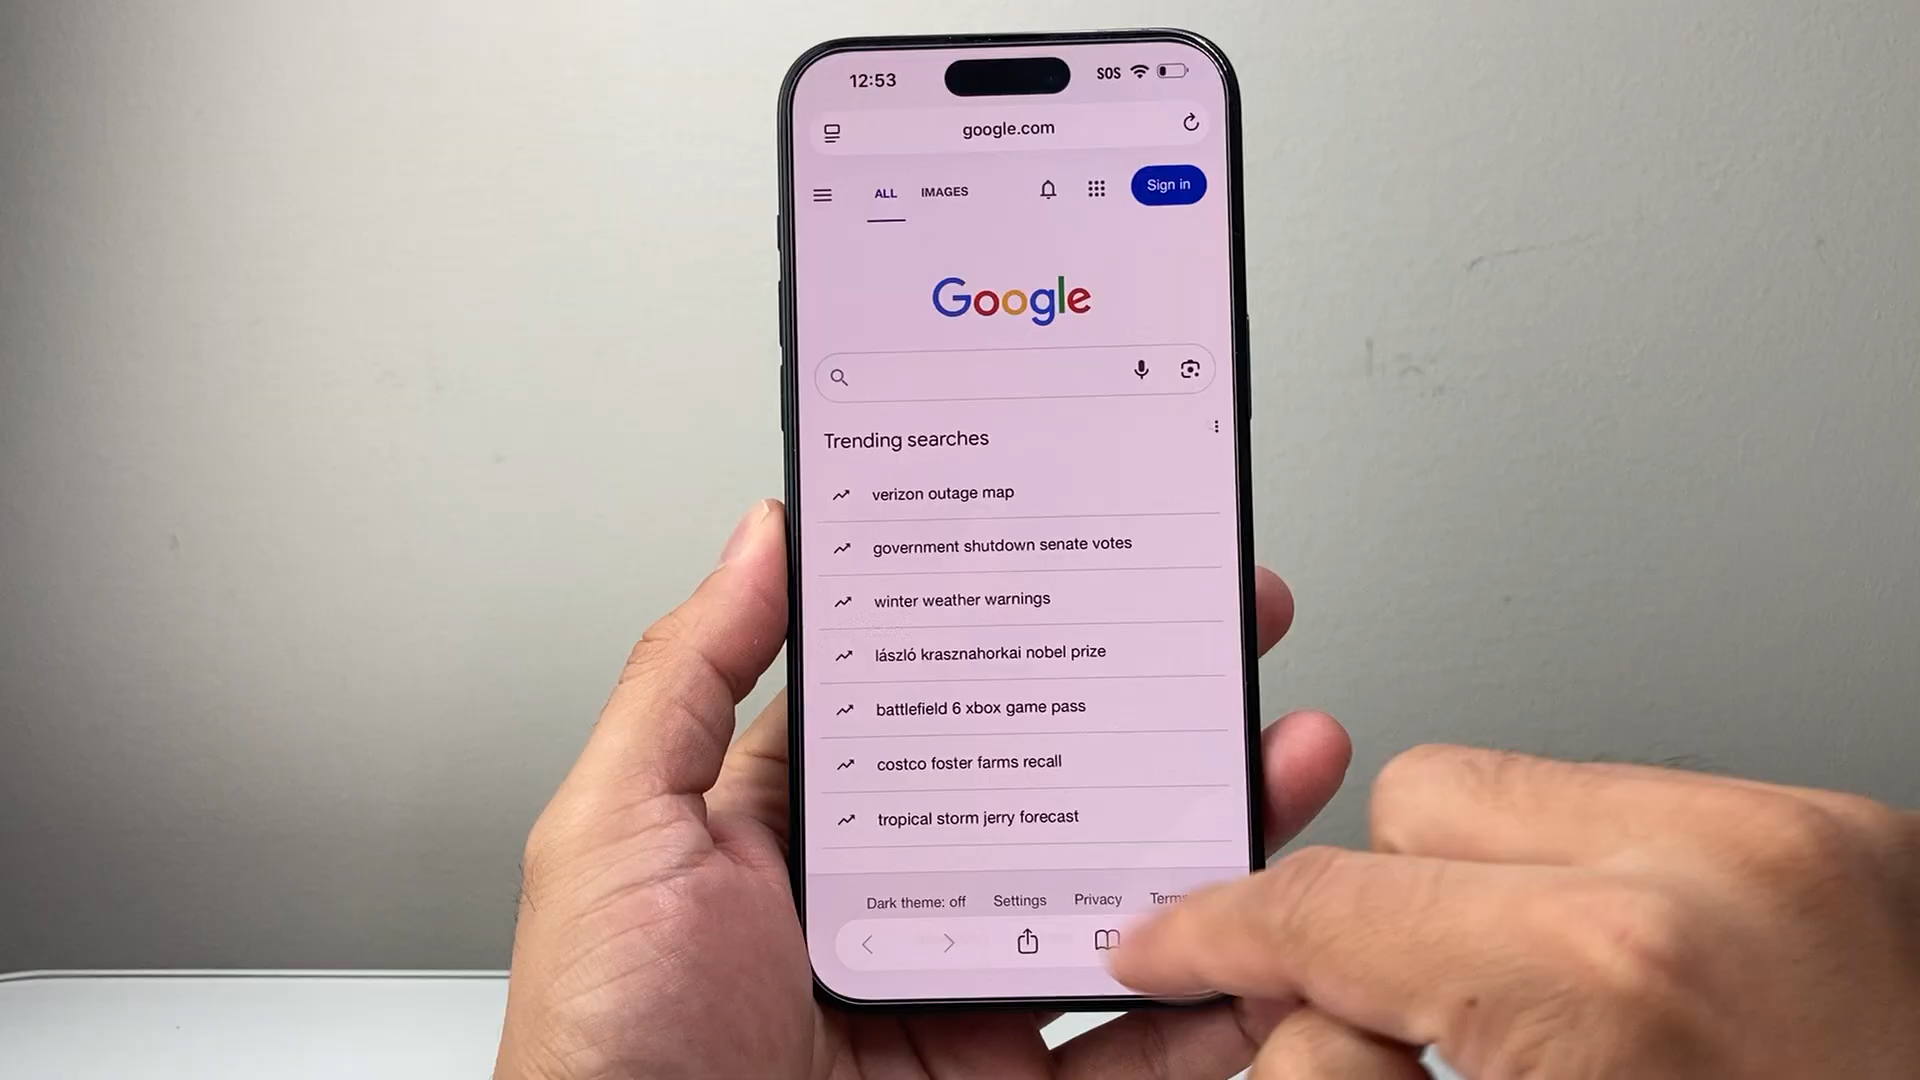 12:53 SOS
google.com
ALL IMAGES Sign in
Google
Trending searches
verizon outage map
government shutdown senate votes
winter weather warnings
lászló krasznahorkai nobel prize
battlefield 6 xbox game pass
costco foster farms recall
tropical storm jerry forecast
Dark theme: off Settings Privacy Terms